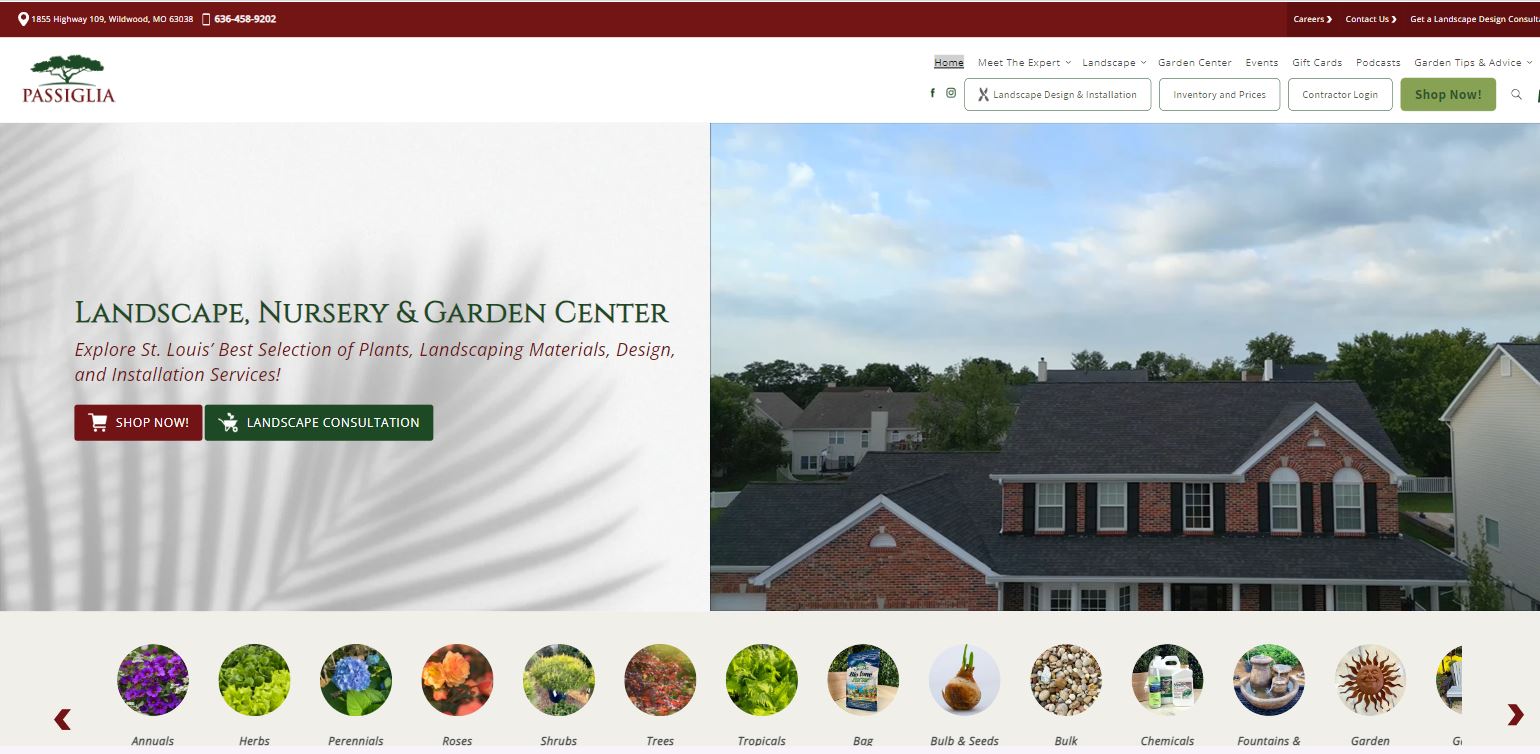 1855 Highway 109, Wildwood, MO 63038 636-458-9202
Careers Contact Us Get a Landscape Design
PASSIGLIA
Home Meet The Expert Landscape Garden Center Events Gift Cards Podcasts Garden Tips & Advice
f Landscape Design & Installation Inventory and Prices Contractor Login Shop Now!
LANDSCAPE, NURSERY & GARDEN CENTER
Explore St. Louis' Best Selection of Plants, Landscaping Materials, Design,
and Installation Services!
SHOP NOW! LANDSCAPE CONSULTATION
Bio-tone
Annuals Herbs Perennials Roses Shrubs Trees Tropicals Bag Bulb & Seeds Bulk Chemicals Fountains & Garden